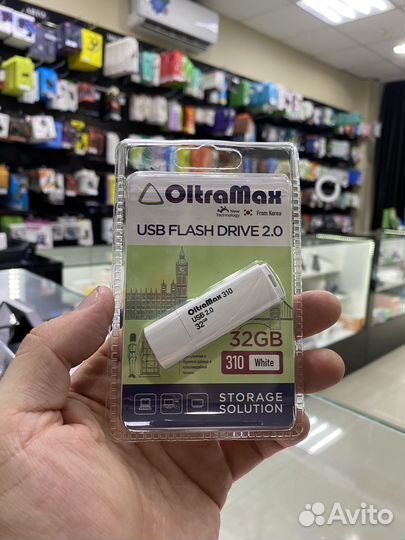 OltraMax
New Technology From Korea
USB FLASH DRIVE 2.0
OltraMax 310
USB 2.0
32GB
32GB
310 White
STORAGE
SOLUTION
Avito